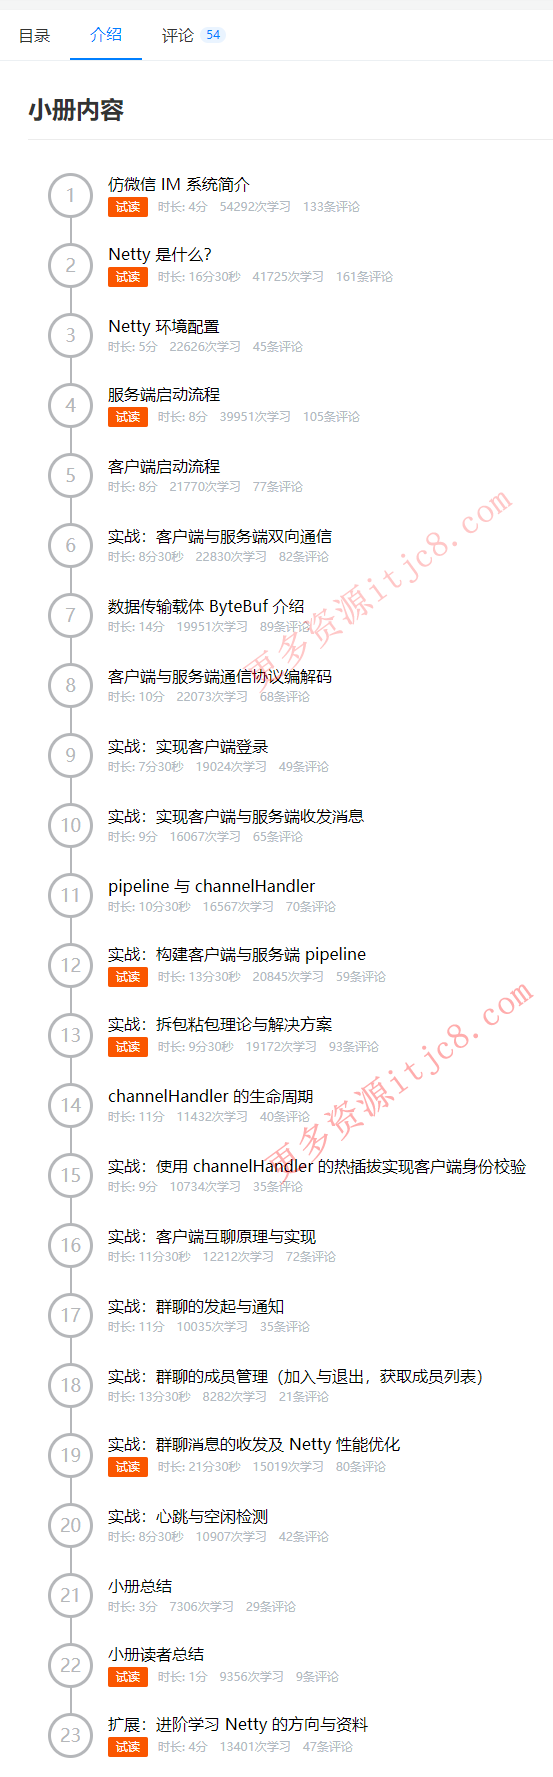 目录 介绍 评论 54
小册内容
1 仿微信 IM 系统简介
试读 时长: 4分 54292次学习 133条评论
2 Netty 是什么？
试读 时长: 16分30秒 41725次学习 161条评论
3 Netty 环境配置
时长: 5分 22626次学习 45条评论
4 服务端启动流程
试读 时长: 8分 39951次学习 105条评论
5 客户端启动流程
时长: 8分 21770次学习 77条评论
6 实战：客户端与服务端双向通信
时长: 8分30秒 22830次学习 82条评论
7 数据传输载体 ByteBuf 介绍
时长: 14分 19951次学习 89条评论
更多资源itjc8.com
8 客户端与服务端通信协议编解码
时长: 10分 22073次学习 68条评论
9 实战：实现客户端登录
时长: 7分30秒 19024次学习 49条评论
10 实战：实现客户端与服务端收发消息
时长: 9分 16067次学习 65条评论
11 pipeline 与 channelHandler
时长: 10分30秒 16567次学习 70条评论
12 实战：构建客户端与服务端 pipeline
试读 时长: 13分30秒 20845次学习 59条评论
13 实战：拆包粘包理论与解决方案
试读 时长: 9分30秒 19172次学习 93条评论
更多资源itjc8.com
14 channelHandler 的生命周期
时长: 11分 11432次学习 40条评论
15 实战：使用 channelHandler 的热插拔实现客户端身份校验
时长: 9分 10734次学习 35条评论
16 实战：客户端互聊原理与实现
时长: 11分30秒 12212次学习 72条评论
17 实战：群聊的发起与通知
时长: 11分 10035次学习 35条评论
18 实战：群聊的成员管理（加入与退出，获取成员列表）
时长: 13分30秒 8282次学习 21条评论
19 实战：群聊消息的收发及 Netty 性能优化
试读 时长: 21分30秒 15019次学习 80条评论
20 实战：心跳与空闲检测
时长: 8分30秒 10907次学习 42条评论
21 小册总结
时长: 3分 7306次学习 29条评论
22 小册读者总结
试读 时长: 1分 9356次学习 9条评论
23 扩展：进阶学习 Netty 的方向与资料
试读 时长: 4分 13401次学习 47条评论